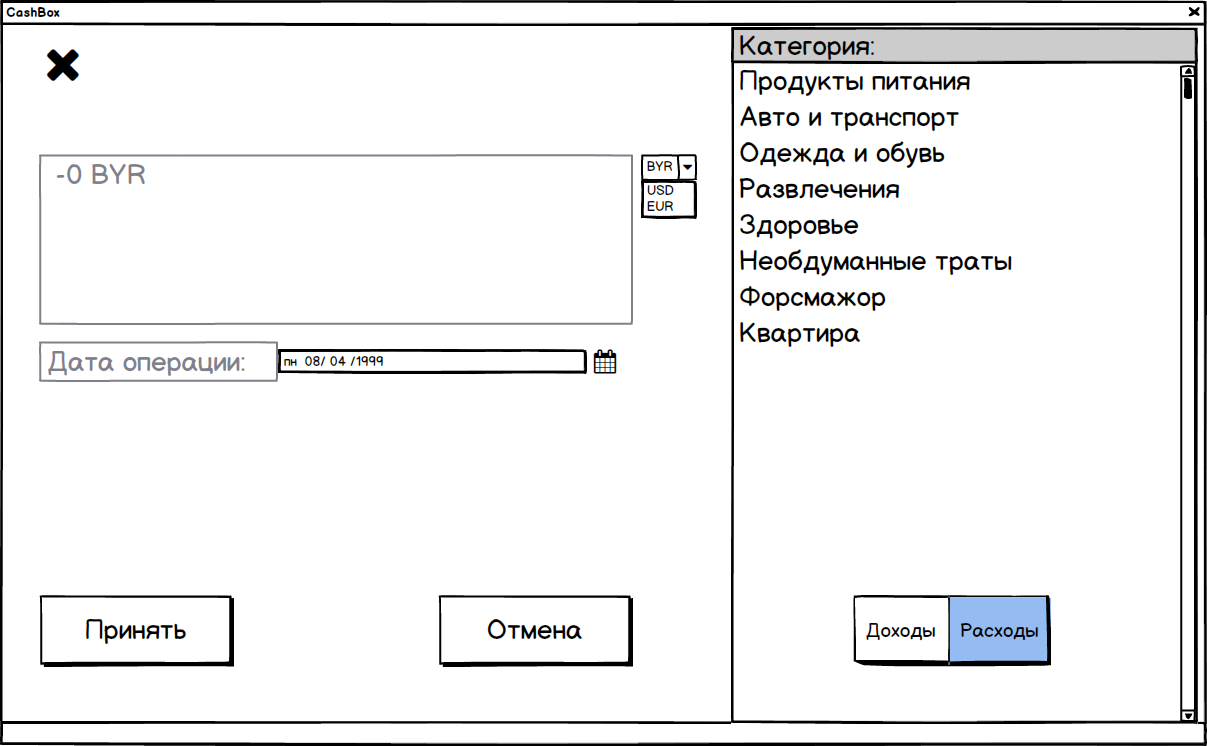 CashBox
-0 BYR
BYR
USD
EUR
Дата операции:
пн 08/ 04 /1999
Принять
Отмена
Категория:
Продукты питания
Авто и транспорт
Одежда и обувь
Развлечения
Здоровье
Необдуманные траты
Форсмажор
Квартира
Доходы
Расходы